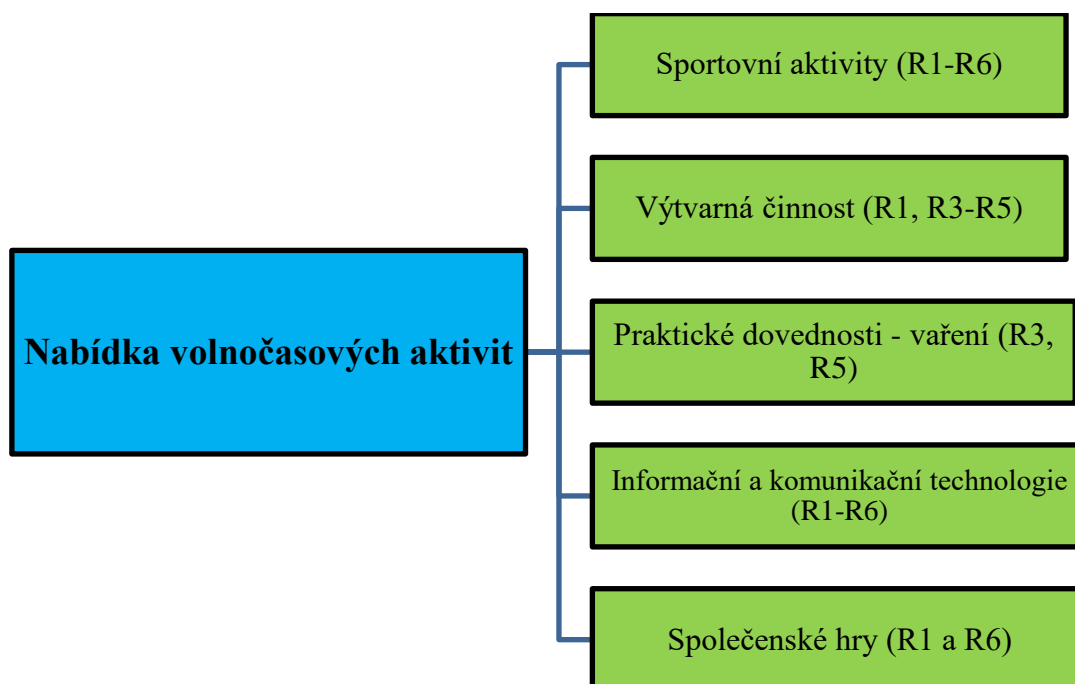 Sportovní aktivity (R1-R6)
Výtvarná činnost (R1, R3-R5)
Nabídka volnočasových aktivit
Praktické dovednosti - vaření (R3,
R5)
Informační a komunikační technologie
(R1-R6)
Společenské hry (R1 a R6)